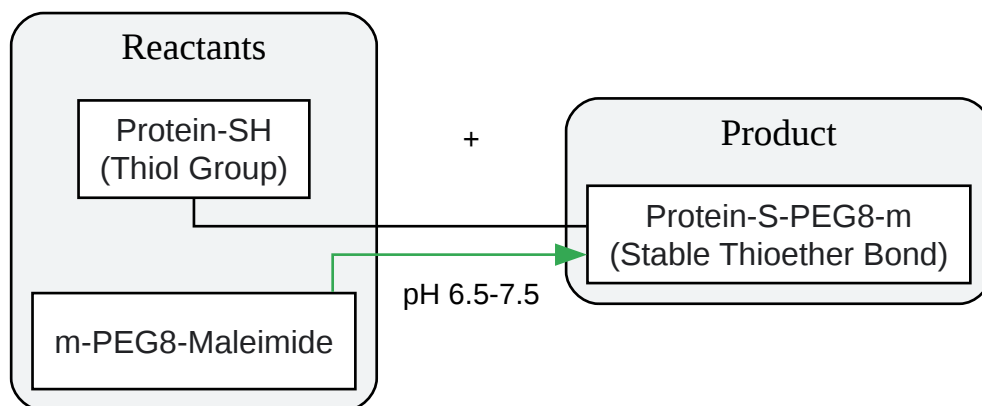 Reactants
Protein-SH
(Thiol Group)
m-PEG8-Maleimide
+
pH 6.5-7.5
Product
Protein-S-PEG8-m
(Stable Thioether Bond)